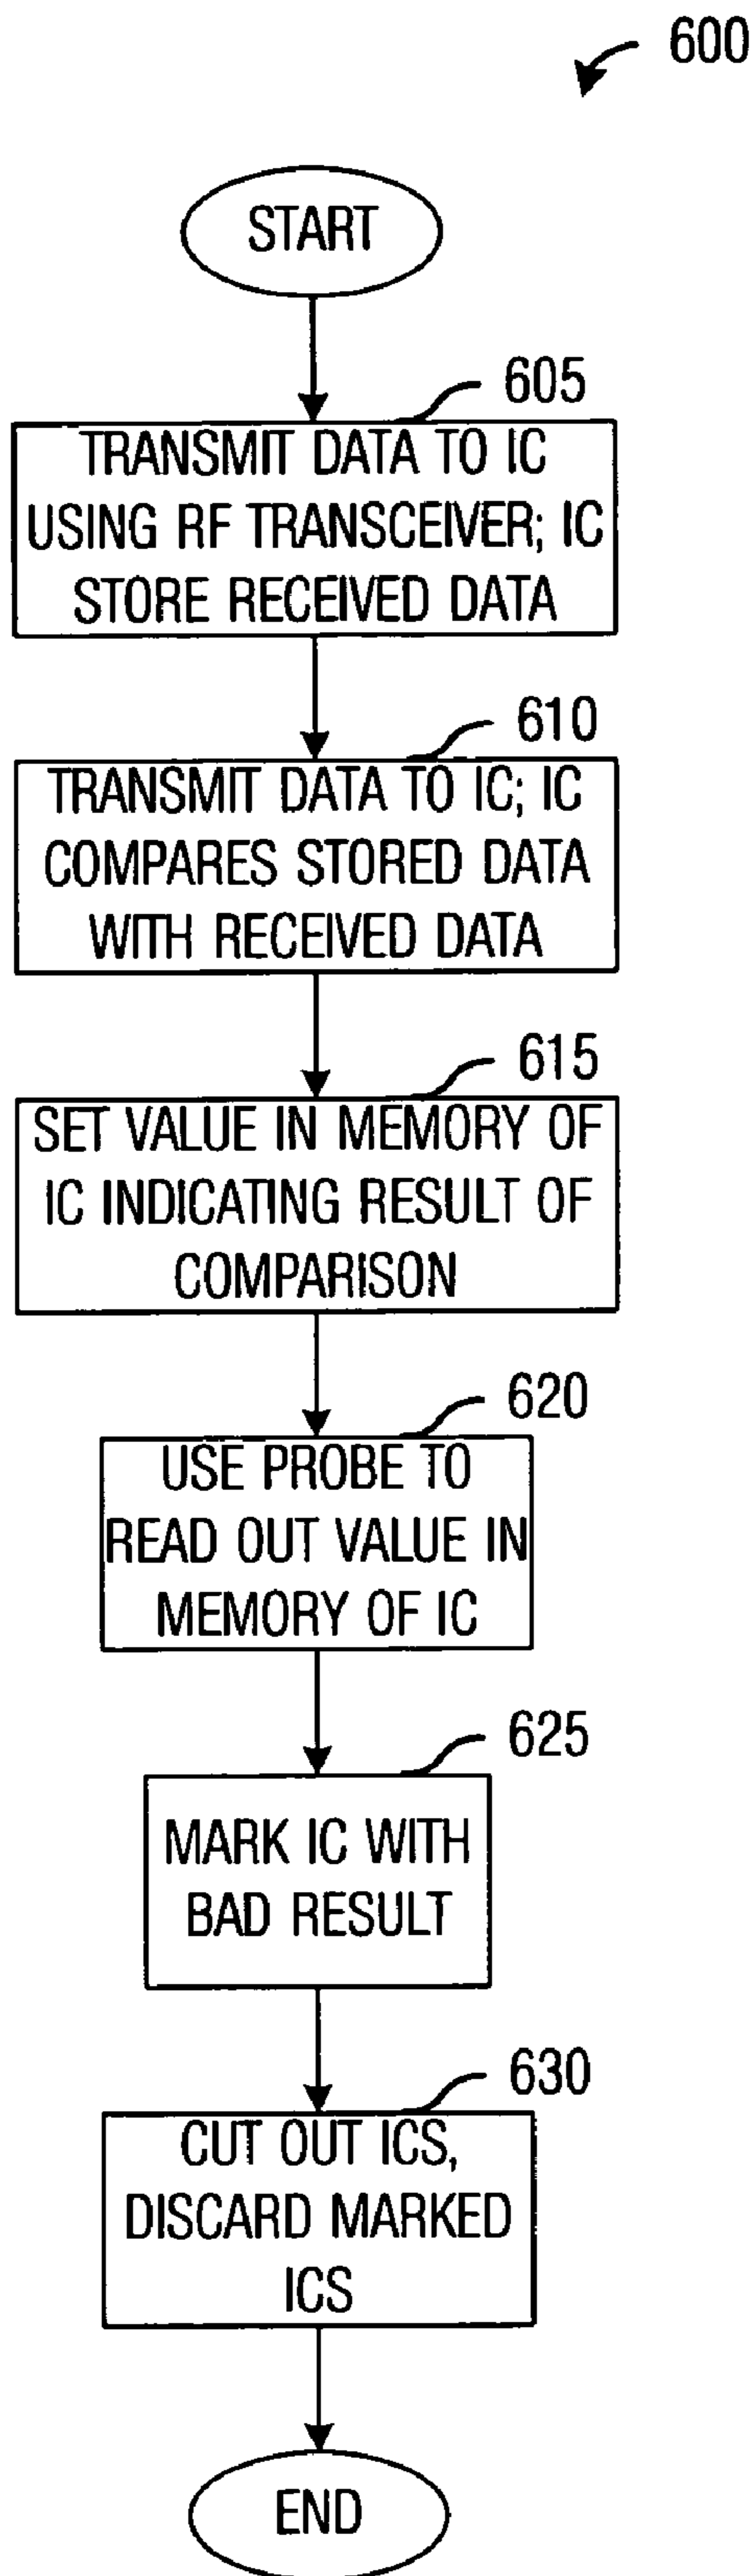 600
START
605
TRANSMIT DATA TO IC
USING RF TRANSCEIVER; IC
STORE RECEIVED DATA
610
TRANSMIT DATA TO IC; IC
COMPARES STORED DATA
WITH RECEIVED DATA
615
SET VALUE IN MEMORY OF
IC INDICATING RESULT OF
COMPARISON
620
USE PROBE TO
READ OUT VALUE IN
MEMORY OF IC
625
MARK IC WITH
BAD RESULT
630
CUT OUT ICS,
DISCARD MARKED
ICS
END